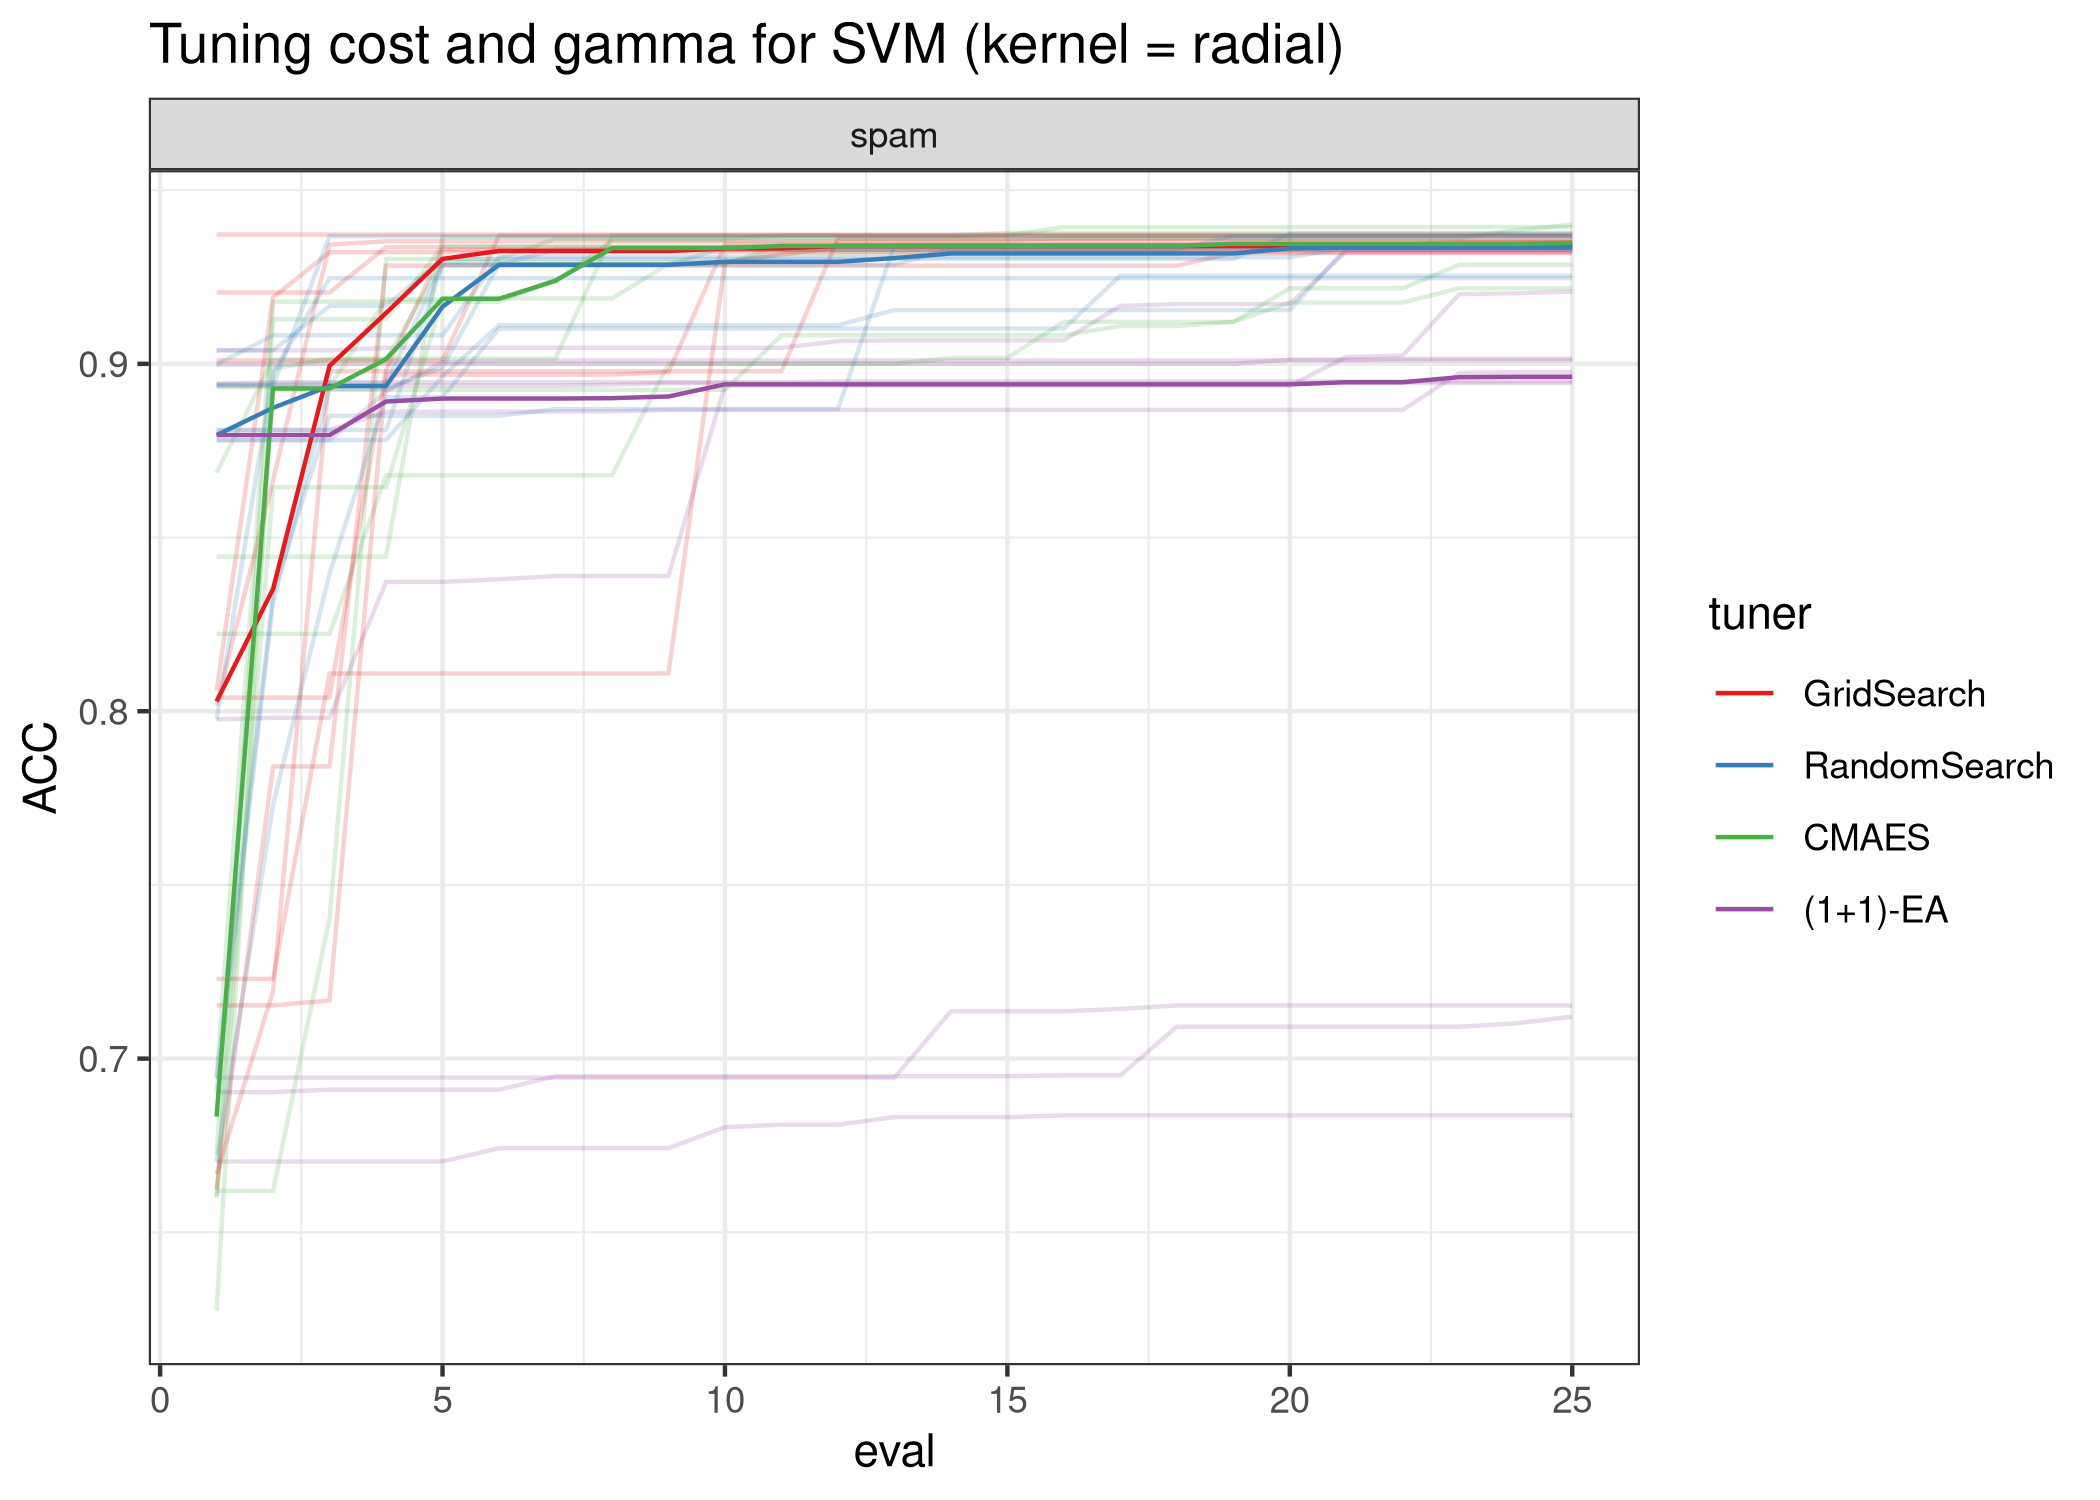 Tuning cost and gamma for SVM (kernel = radial)
spam
ACC
0.9
0.8
0.7
0 5 10 15 20 25
eval
tuner
GridSearch
RandomSearch
CMAES
(1+1)-EA